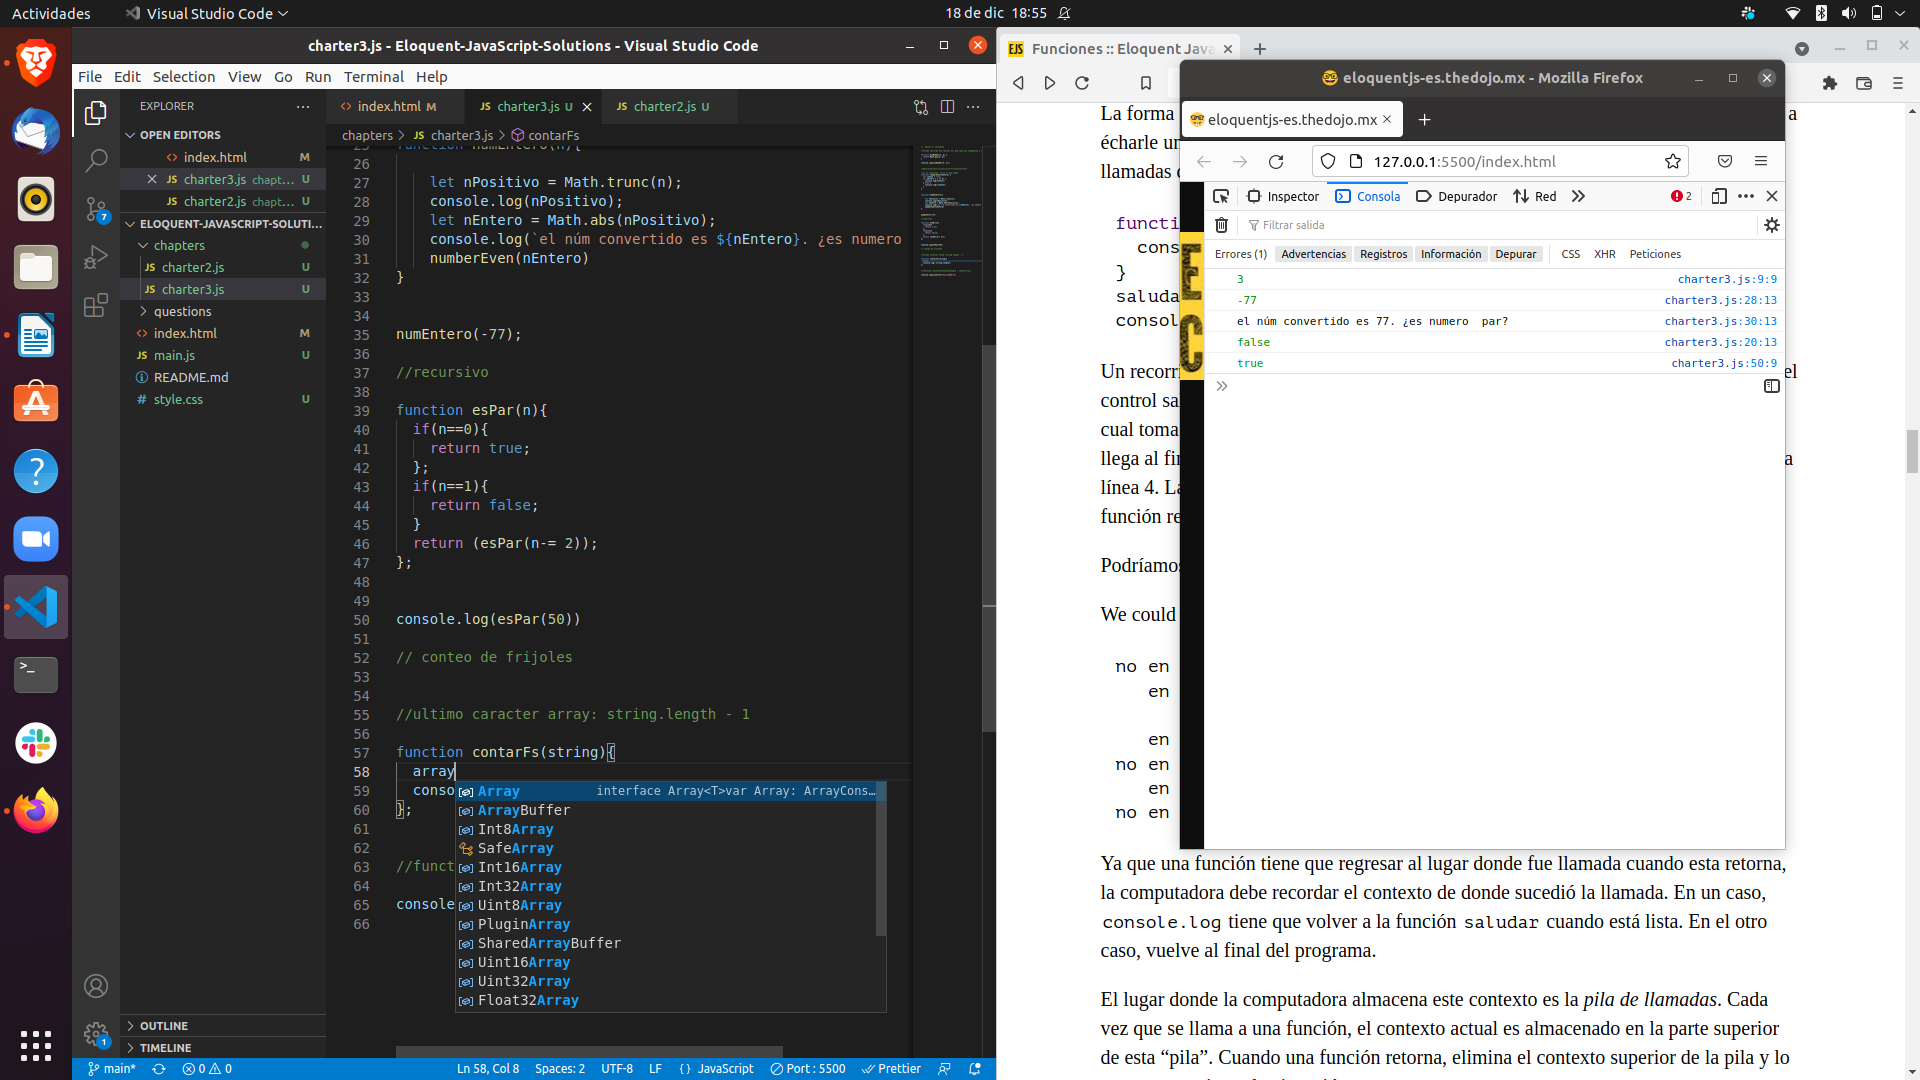 Actividades
Visual Studio Code
18 de dic 18:55
charter3.js - Eloquent-JavaScript-Solutions - Visual Studio Code
File Edit Selection View Go Run Terminal Help
EXPLORER
OPEN EDITORS
index.html M
charter3.js chapt... U
charter2.js chapt... U
ELOQUENT-JAVASCRIPT-SOLUTI...
chapters
JS charter2.js U
JS charter3.js U
questions
index.html M
JS main.js U
README.md
# style.css U
OUTLINE
TIMELINE
index.html M
JS charter3.js U
JS charter2.js U
chapters > JS charter3.js > contarFs
26
27 let nPositivo = Math.trunc(n);
28 console.log(nPositivo);
29 let nEntero = Math.abs(nPositivo);
30 console.log(`el núm convertido es ${nEntero}. ¿es numero
31 numberEven(nEntero)
32 }
33
34
35 numEntero(-77);
36
37 //recursivo
38
39 function esPar(n){
40 if(n==0){
41 return true;
42 };
43 if(n==1){
44 return false;
45 }
46 return (esPar(n-= 2));
47 };
48
49
50 console.log(esPar(50))
51
52 // conteo de frijoles
53
54
55 //ultimo caracter array: string.length - 1
56
57 function contarFs(string){
58 array
59 conso
60 };
61
62
63 //funct
64
65 console
66
Array interface Array<T>var Array: ArrayCons...
ArrayBuffer
Int8Array
SafeArray
Int16Array
Int32Array
Uint8Array
PluginArray
SharedArrayBuffer
Uint16Array
Uint32Array
Float32Array
main* 0 0 Ln 58, Col 8 Spaces: 2 UTF-8 LF {} JavaScript Port : 5500 Prettier
EJS Funciones :: Eloquent Java
La forma
écharle un
llamadas
functi
cons
}
saluda
conso
Un recorri
control sa
cual toma
llega al fi
línea 4. La
función re
Podríamos
We could
no en
en
en
no en
en
no en
Ya que una función tiene que regresar al lugar donde fue llamada cuando esta retorna,
la computadora debe recordar el contexto de donde sucedió la llamada. En un caso,
console.log tiene que volver a la función saludar cuando está lista. En el otro
caso, vuelve al final del programa.
El lugar donde la computadora almacena este contexto es la pila de llamadas. Cada
vez que se llama a una función, el contexto actual es almacenado en la parte superior
de esta “pila”. Cuando una función retorna, elimina el contexto superior de la pila y lo
eloquentjs-es.thedojo.mx - Mozilla Firefox
eloquentjs-es.thedojo.mx
127.0.0.1:5500/index.html
Inspector Consola Depurador Red 2
Filtrar salida
Errores (1) Advertencias Registros Información Depurar CSS XHR Peticiones
3 charter3.js:9:9
-77 charter3.js:28:13
el núm convertido es 77. ¿es numero par? charter3.js:30:13
false charter3.js:20:13
true charter3.js:50:9